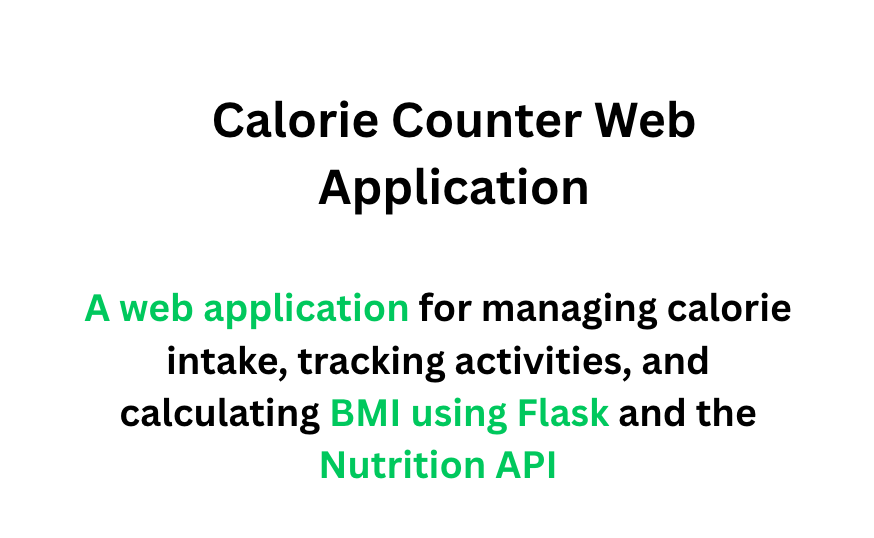 Calorie Counter Web
Application
A web application for managing calorie
intake, tracking activities, and
calculating BMI using Flask and the
Nutrition API